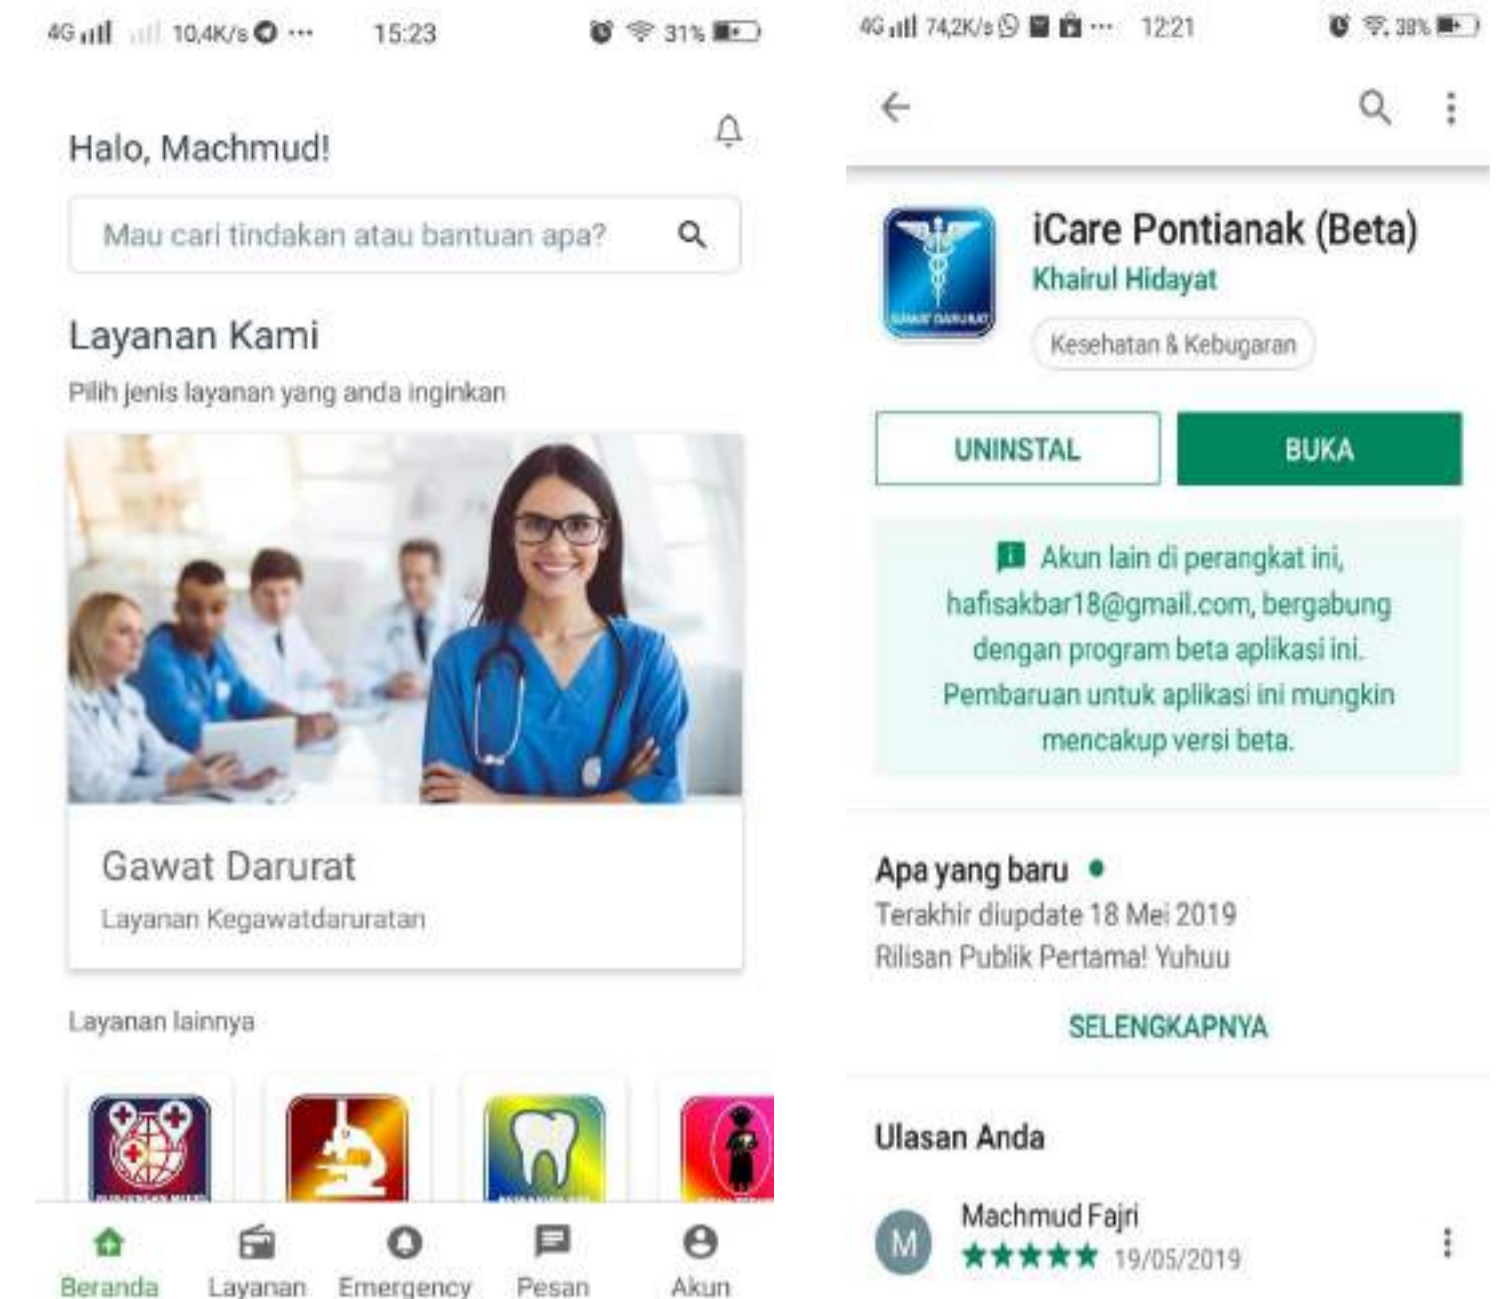 4G 10,4K/s ··· 15:23 31%
Halo, Machmud!
Mau cari tindakan atau bantuan apa?
Layanan Kami
Pilih jenis layanan yang anda inginkan
Gawat Darurat
Layanan Kegawatdaruratan
Layanan lainnya
Beranda Layanan Emergency Pesan Akun
4G 74,2K/s ··· 12:21 38%
iCare Pontianak (Beta)
Khairul Hidayat
GAWAT DARURAT
Kesehatan & Kebugaran
UNINSTAL BUKA
Akun lain di perangkat ini,
hafisakbar18@gmail.com, bergabung
dengan program beta aplikasi ini.
Pembaruan untuk aplikasi ini mungkin
mencakup versi beta.
Apa yang baru
Terakhir diupdate 18 Mei 2019
Rilisan Publik Pertama! Yuhuu
SELENGKAPNYA
Ulasan Anda
M
Machmud Fajri
19/05/2019